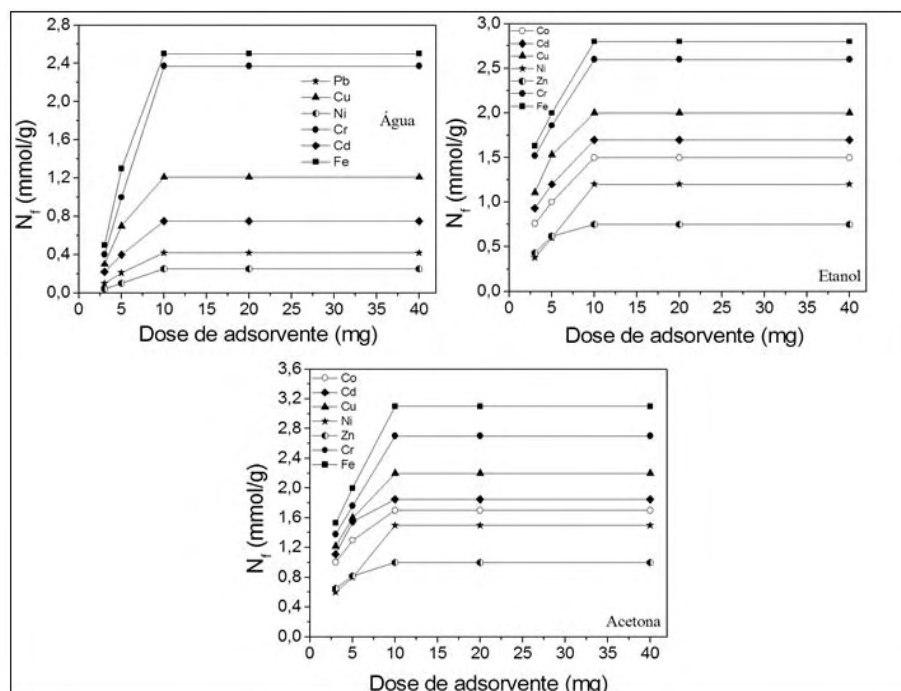 2,8
2,4
2,0
1,6
1,2
0,8
0,4
0,0
N_f (mmol/g)
Pb
Cu
Ni
Cr
Cd
Fe
Água
0 5 10 15 20 25 30 35 40
Dose de adsorvente (mg)
3,0
2,5
2,0
1,5
1,0
0,5
0,0
N_f (mmol/g)
Co
Cd
Cu
Ni
Zn
Cr
Fe
Etanol
0 5 10 15 20 25 30 35 40
Dose de adsorvente (mg)
3,6
3,2
2,8
2,4
2,0
1,6
1,2
0,8
0,4
0,0
N_f (mmol/g)
Co
Cd
Cu
Ni
Zn
Cr
Fe
Acetona
0 5 10 15 20 25 30 35 40
Dose de adsorvente (mg)